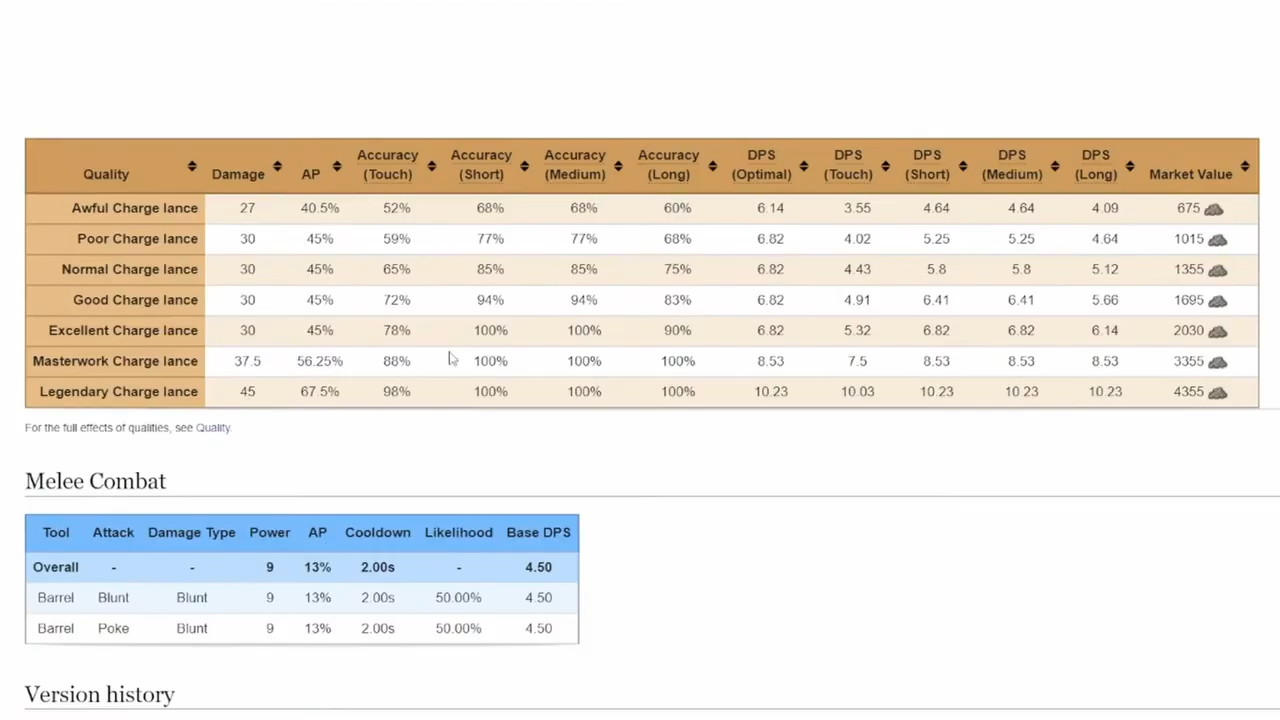 Quality Damage AP Accuracy (Touch) Accuracy (Short) Accuracy (Medium) Accuracy (Long) DPS (Optimal) DPS (Touch) DPS (Short) DPS (Medium) DPS (Long) Market Value
Awful Charge lance 27 40.5% 52% 68% 68% 60% 6.14 3.55 4.64 4.64 4.09 675
Poor Charge lance 30 45% 59% 77% 77% 68% 6.82 4.02 5.25 5.25 4.64 1015
Normal Charge lance 30 45% 65% 85% 85% 75% 6.82 4.43 5.8 5.8 5.12 1355
Good Charge lance 30 45% 72% 94% 94% 83% 6.82 4.91 6.41 6.41 5.66 1695
Excellent Charge lance 30 45% 78% 100% 100% 90% 6.82 5.32 6.82 6.82 6.14 2030
Masterwork Charge lance 37.5 56.25% 88% 100% 100% 100% 8.53 7.5 8.53 8.53 8.53 3355
Legendary Charge lance 45 67.5% 98% 100% 100% 100% 10.23 10.03 10.23 10.23 10.23 4355
For the full effects of qualities, see Quality.
Melee Combat
Tool Attack Damage Type Power AP Cooldown Likelihood Base DPS
Overall - - 9 13% 2.00s - 4.50
Barrel Blunt Blunt 9 13% 2.00s 50.00% 4.50
Barrel Poke Blunt 9 13% 2.00s 50.00% 4.50
Version history